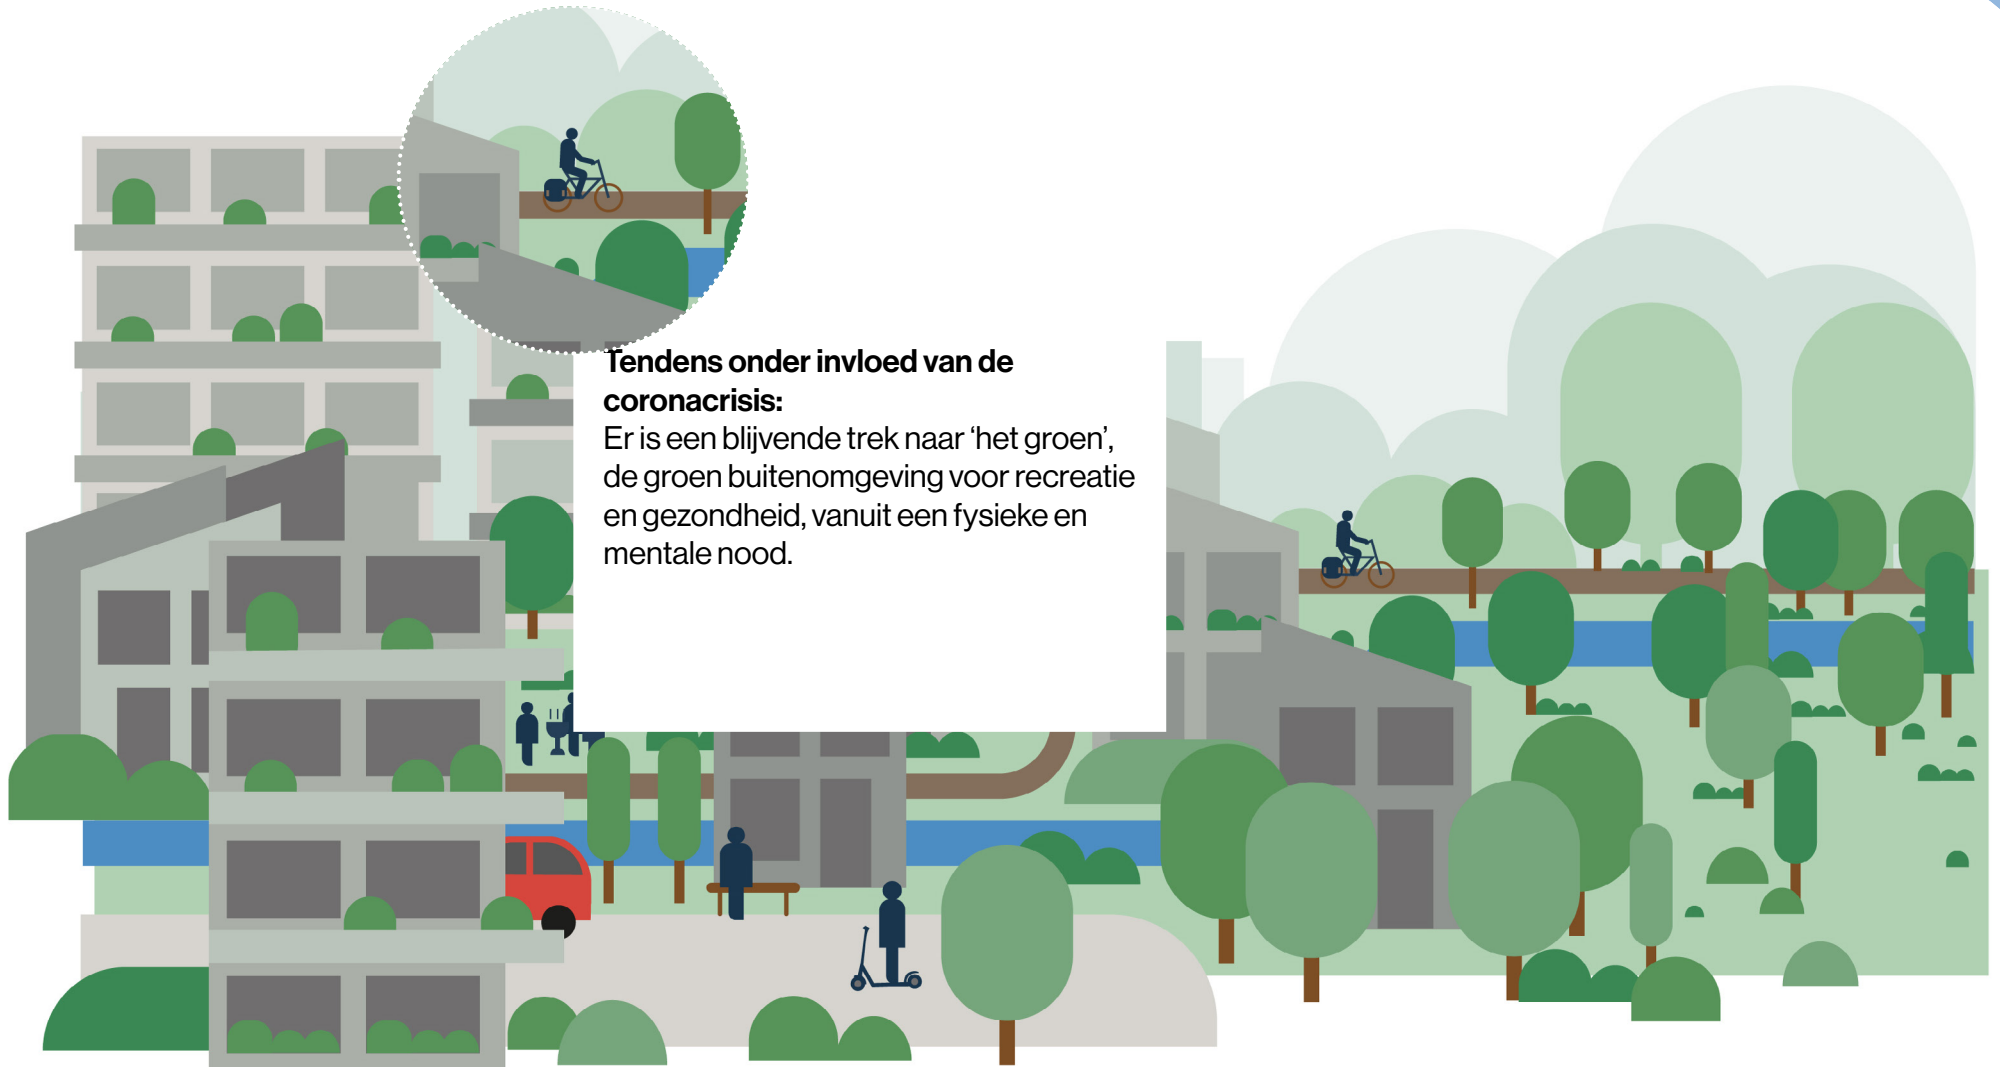 Tendens onder invloed van de
coronacrisis:
Er is een blijvende trek naar ‘het groen’,
de groen buitenomgeving voor recreatie
en gezondheid, vanuit een fysieke en
mentale nood.